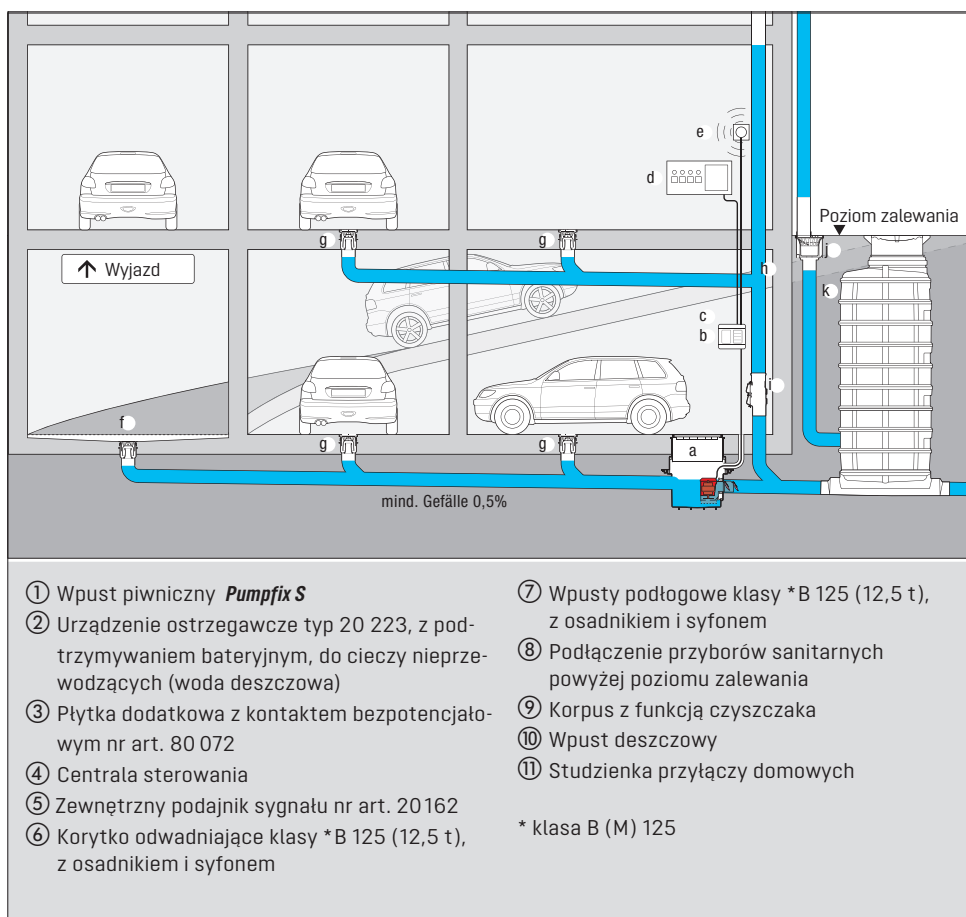 e
d
Poziom zalewania
g
g
j
↑ Wyjazd
h
k
c
b
i
f
g
g
a
mind. Gefälle 0,5%
① Wpust piwniczny Pumpfix S
② Urządzenie ostrzegawcze typ 20 223, z pod-
trzymywaniem bateryjnym, do cieczy nieprze-
wodzących (woda deszczowa)
③ Płytka dodatkowa z kontaktem bezpotencjało-
wym nr art. 80 072
④ Centrala sterowania
⑤ Zewnętrzny podajnik sygnału nr art. 20162
⑥ Korytko odwadniające klasy *B 125 (12,5 t),
z osadnikiem i syfonem
⑦ Wpusty podłogowe klasy *B 125 (12,5 t),
z osadnikiem i syfonem
⑧ Podłączenie przyborów sanitarnych
powyżej poziomu zalewania
⑨ Korpus z funkcją czyszczaka
⑩ Wpust deszczowy
⑪ Studzienka przyłączy domowych
* klasa B (M) 125